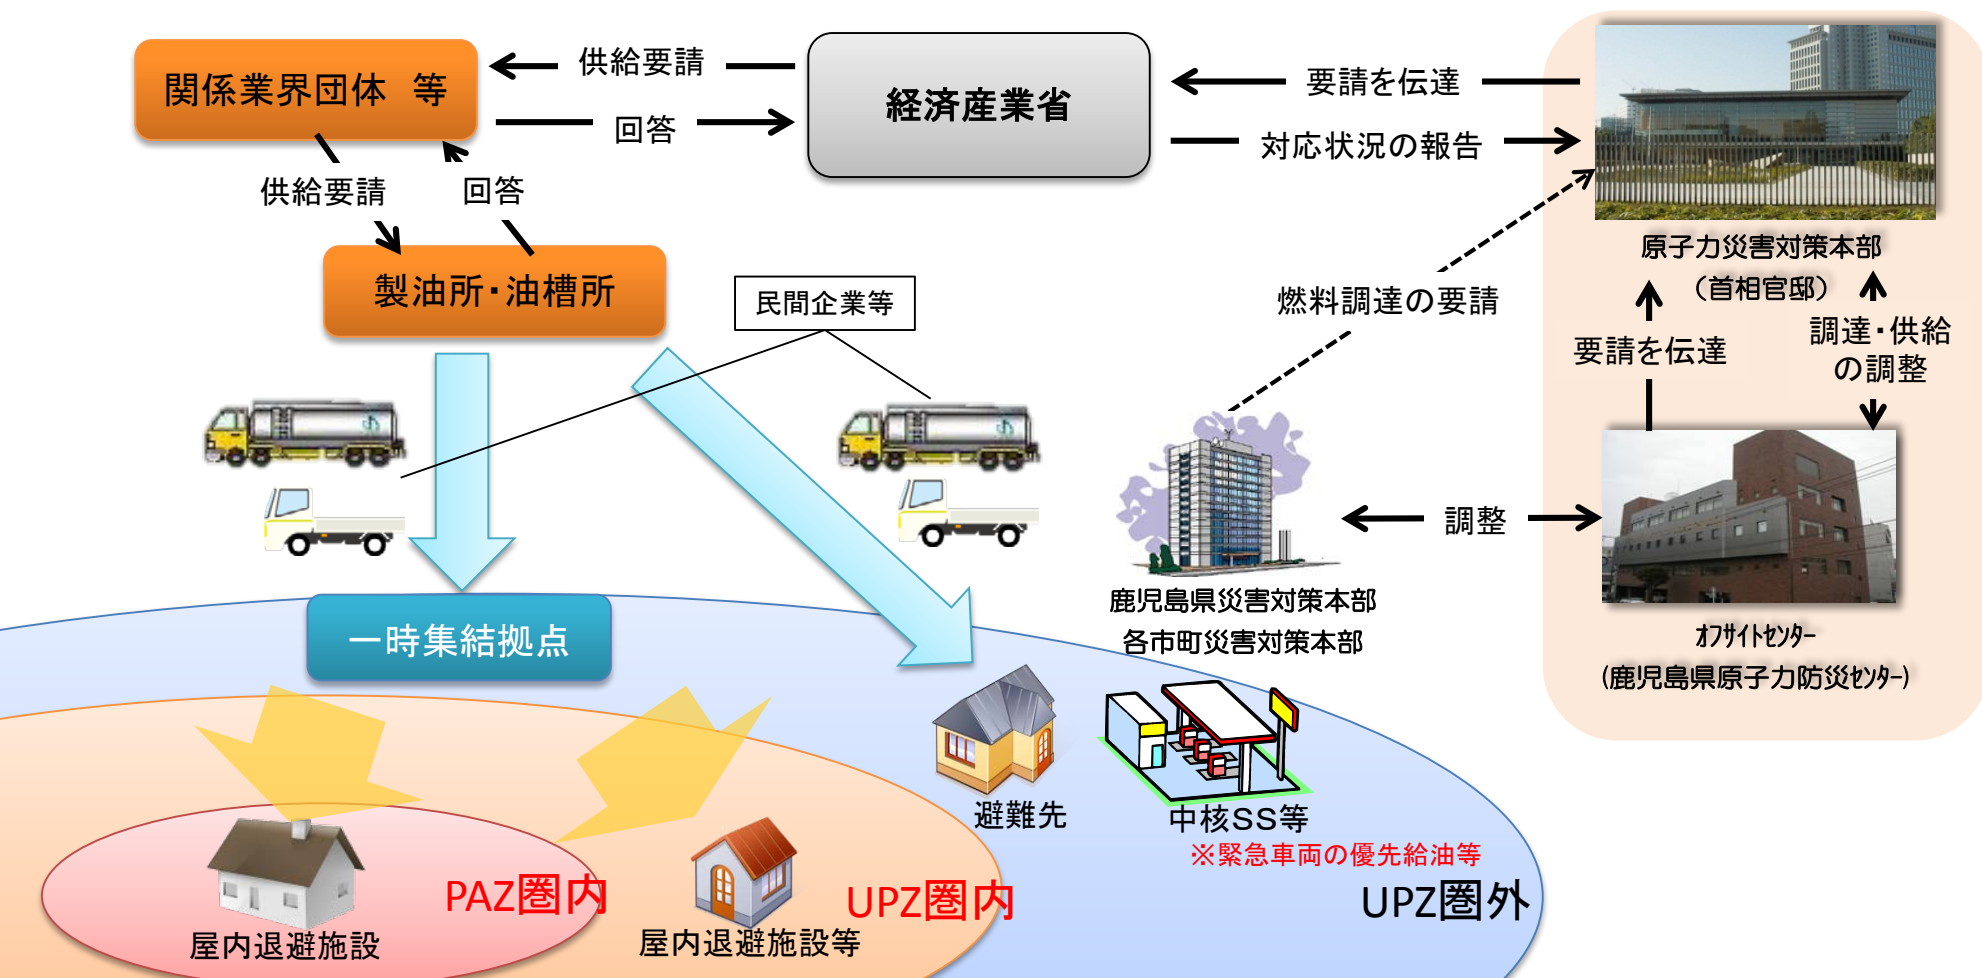 関係業界団体　等
供給要請
回答
経済産業省
要請を伝達
対応状況の報告
供給要請
回答
製油所・油槽所
民間企業等
燃料調達の要請
原子力災害対策本部
（首相官邸）
要請を伝達
調達・供給
の調整
調整
鹿児島県災害対策本部
各市町災害対策本部
ｵﾌｻｲﾄｾﾝﾀｰ
(鹿児島県原子力防災ｾﾝﾀｰ)
一時集結拠点
避難先
中核ＳＳ等
※緊急車両の優先給油等
PAZ圏内
UPZ圏内
UPZ圏外
屋内退避施設
屋内退避施設等